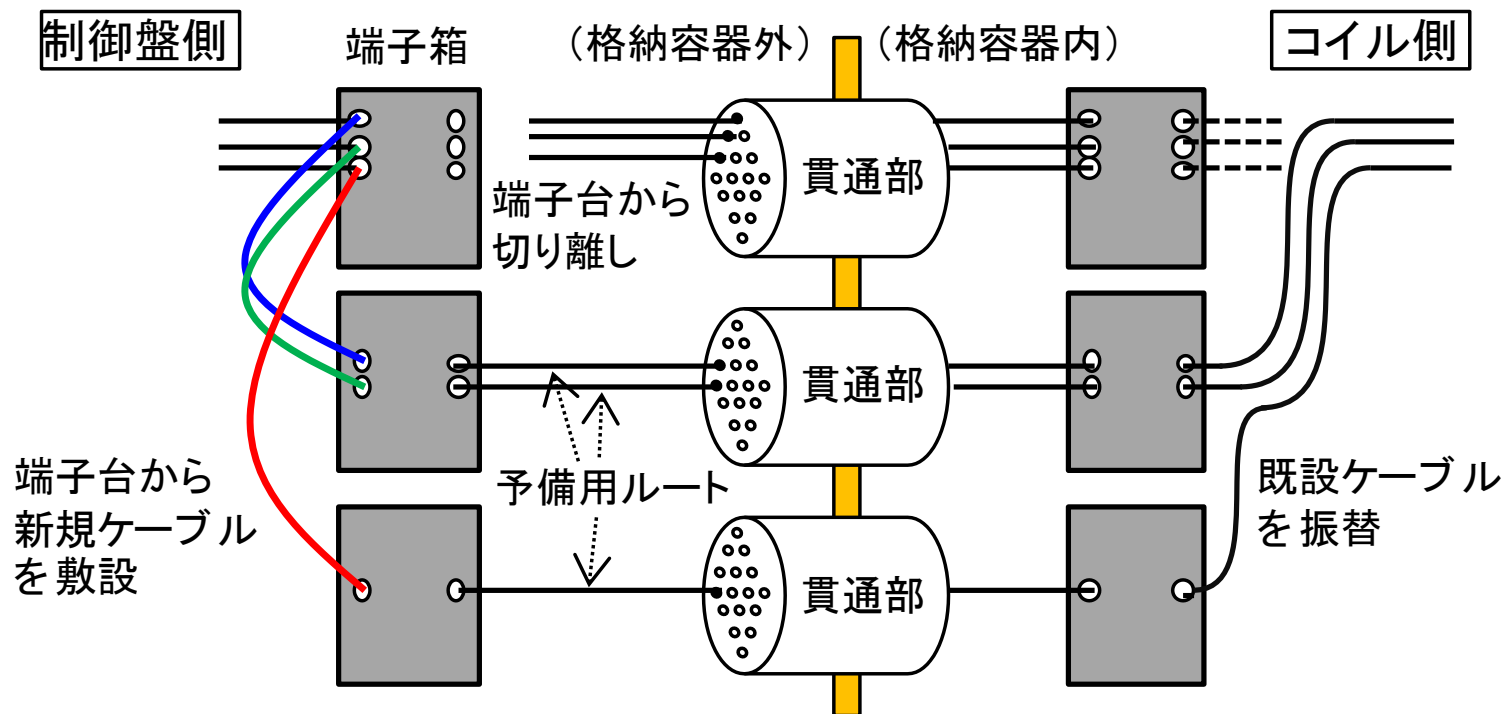 制御盤側
端子箱
（格納容器外）
（格納容器内）
コイル側
貫通部
端子台から
切り離し
貫通部
予備用ルート
端子台から
新規ケーブル
を敷設
既設ケーブル
を振替
貫通部